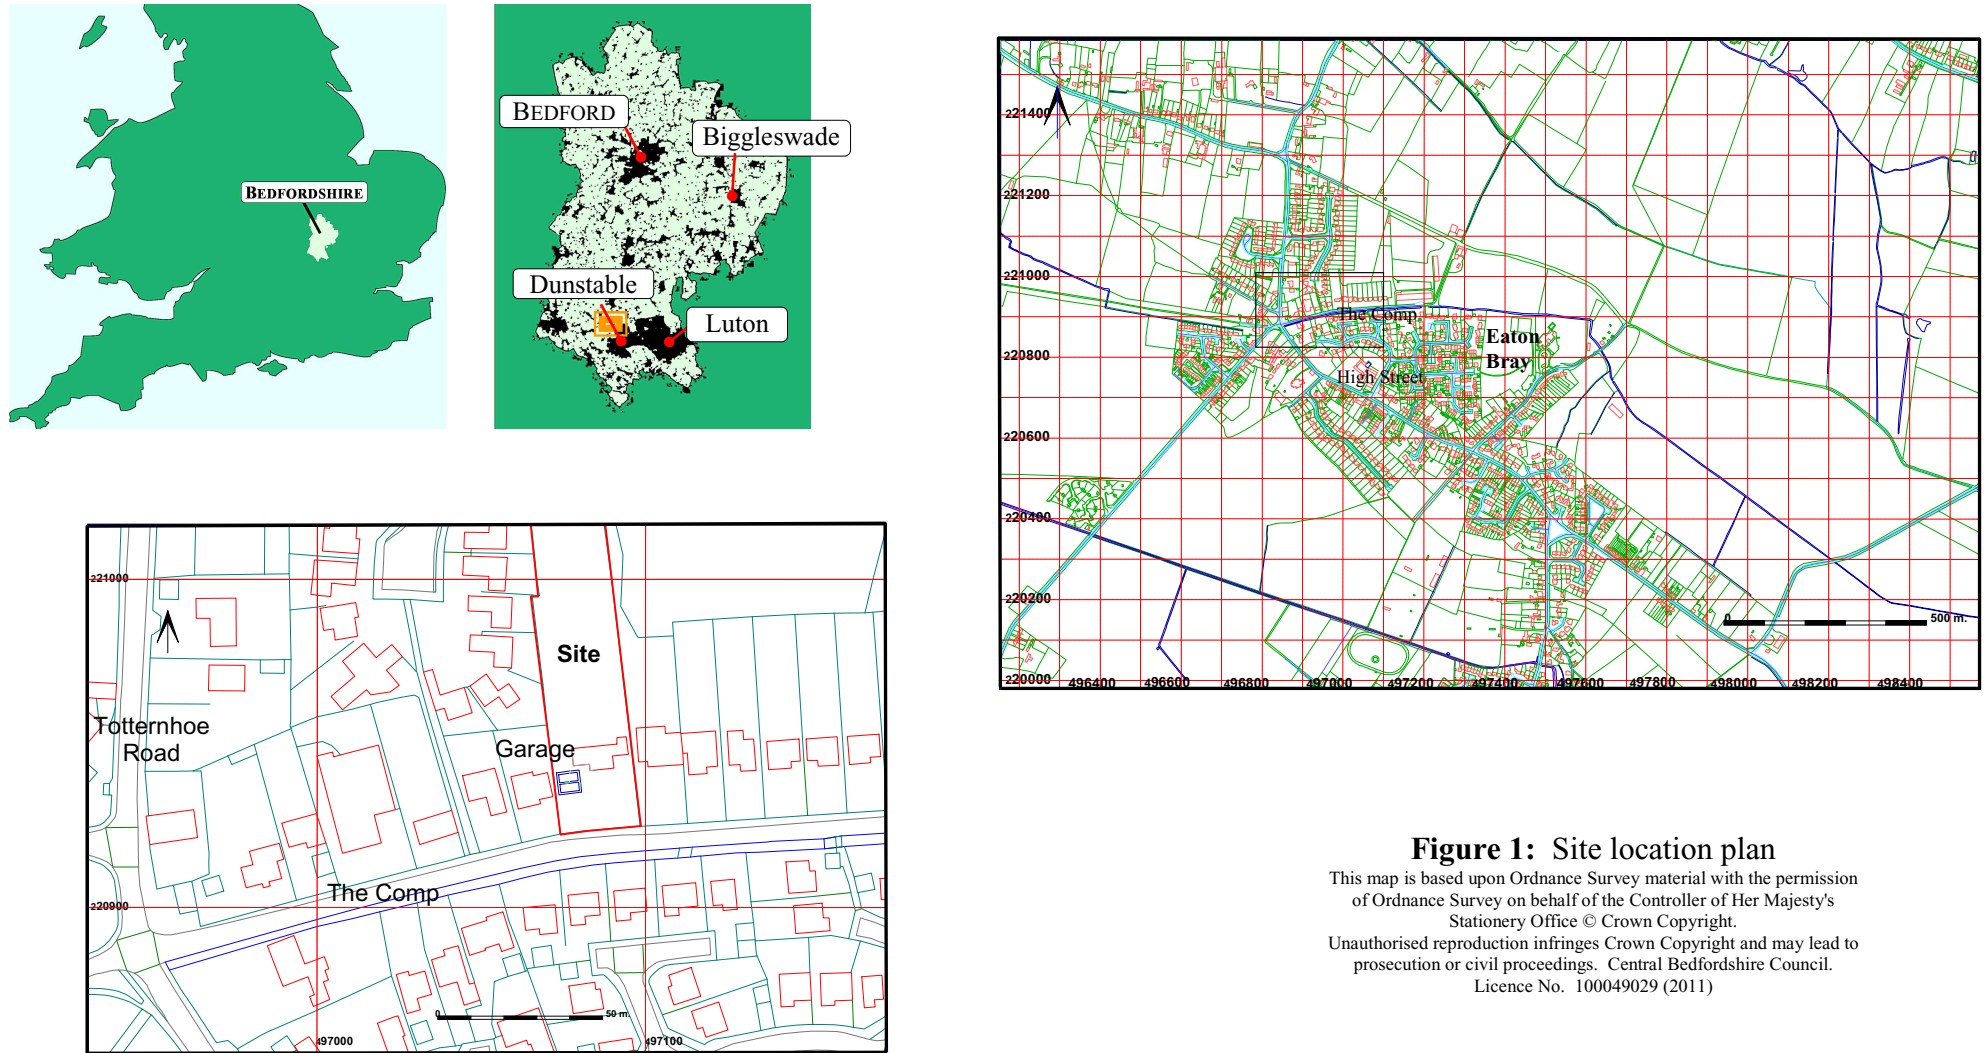 BEDFORDSHIRE
BEDFORD
Biggleswade
Dunstable
Luton
221400
221200
221000
220800
220600
220400
220200
220000
The Comp
Eaton
Bray
High Street
0
500 m.
496400
496600
496800
497000
497200
497400
497600
497800
498000
498200
498400
221000
Site
Totternhoe
Road
Garage
The Comp
220900
0
50 m.
497000
497100
Figure 1: Site location plan
This map is based upon Ordnance Survey material with the permission
of Ordnance Survey on behalf of the Controller of Her Majesty's
Stationery Office © Crown Copyright.
Unauthorised reproduction infringes Crown Copyright and may lead to
prosecution or civil proceedings. Central Bedfordshire Council.
Licence No. 100049029 (2011)